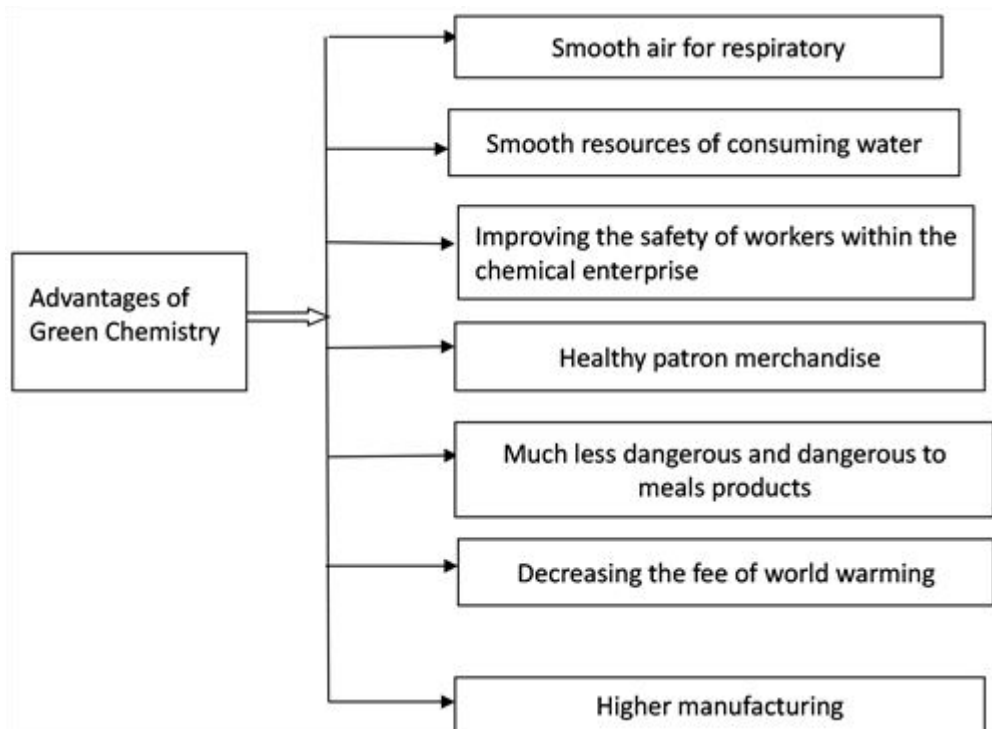 Smooth air for respiratory
Smooth resources of consuming water
Improving the safety of workers within the
chemical enterprise
Advantages of
Green Chemistry
Healthy patron merchandise
Much less dangerous and dangerous to
meals products
Decreasing the fee of world warming
Higher manufacturing